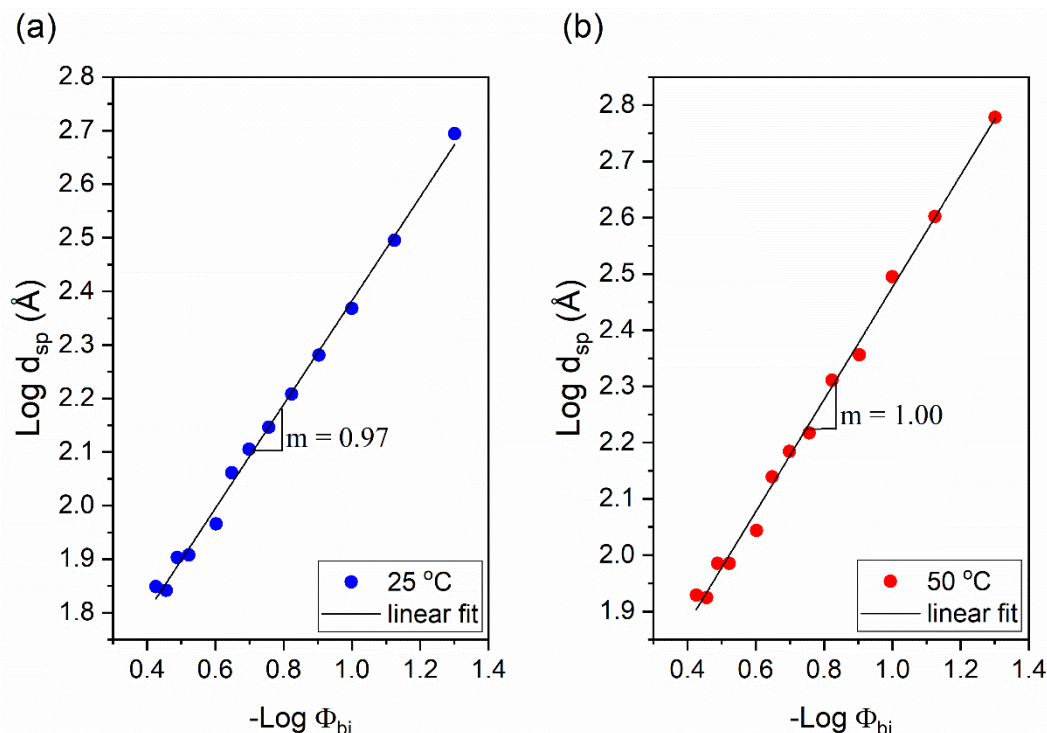 (a)
Log d_sp (Å)
2.8
2.7
2.6
2.5
2.4
2.3
2.2
2.1
2.0
1.9
1.8
m = 0.97
25 °C
linear fit
0.4 0.6 0.8 1.0 1.2 1.4
-Log Φ_bi
(b)
Log d_sp (Å)
2.8
2.7
2.6
2.5
2.4
2.3
2.2
2.1
2.0
1.9
m = 1.00
50 °C
linear fit
0.4 0.6 0.8 1.0 1.2 1.4
-Log Φ_bi